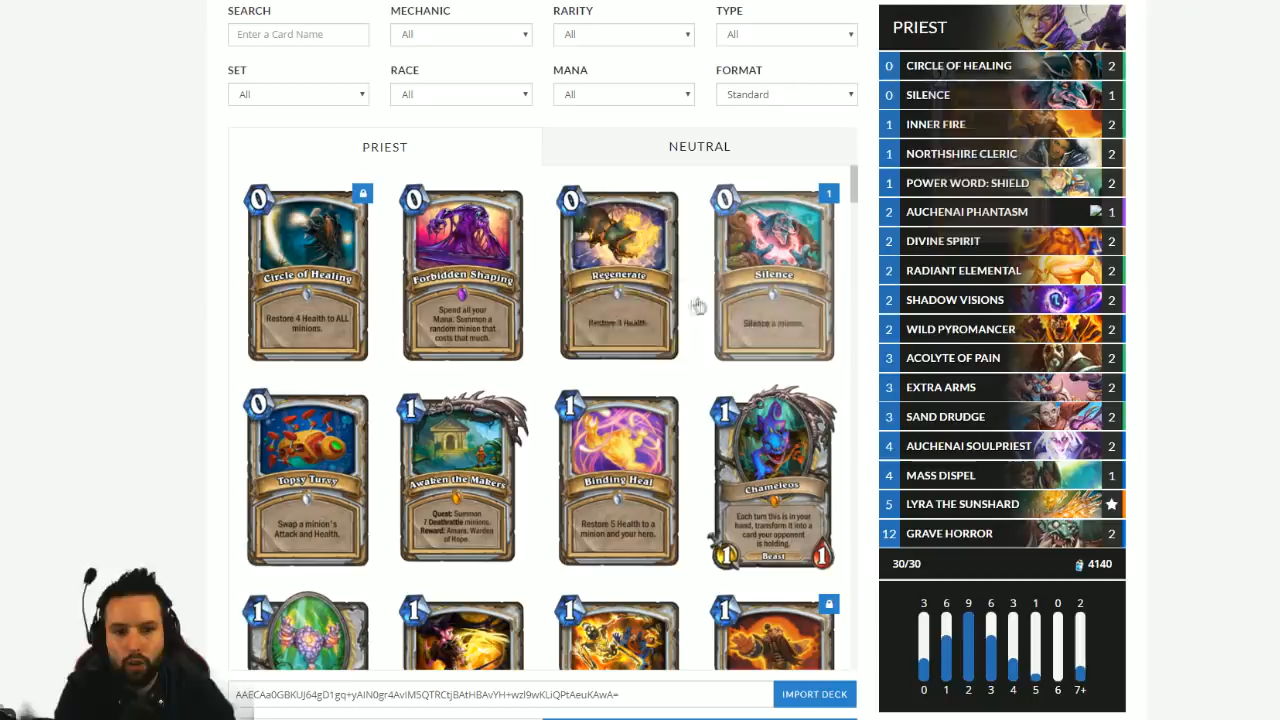 SEARCH
MECHANIC
RARITY
TYPE
Enter a Card Name
All
All
All
SET
RACE
MANA
FORMAT
All
All
All
Standard
PRIEST
NEUTRAL
0
Circle of Healing
Restore 4 Health to ALL
minions.
0
Forbidden Shaping
Spend all your
Mana. Summon a
random minion that
costs that much.
0
Regenerate
Restore 3 Health.
0
1
Silence
Silence a minion.
0
Topsy Turvy
Swap a minion's
Attack and Health.
1
Awaken the Makers
Quest: Summon
7 Deathrattle minions.
Reward: Amara, Warden
of Hope.
1
Binding Heal
Restore 5 Health to a
minion and your hero.
1
Chameleos
Each turn this is in your
hand, transform it into a
card your opponent
is holding.
1
Beast
1
1
1
1
1
IMPORT DECK
PRIEST
0 CIRCLE OF HEALING 2
0 SILENCE 1
1 INNER FIRE 2
1 NORTHSHIRE CLERIC 2
1 POWER WORD: SHIELD 2
2 AUCHENAI PHANTASM 1
2 DIVINE SPIRIT 2
2 RADIANT ELEMENTAL 2
2 SHADOW VISIONS 2
2 WILD PYROMANCER 2
3 ACOLYTE OF PAIN 2
3 EXTRA ARMS 2
3 SAND DRUDGE 2
4 AUCHENAI SOULPRIEST 2
4 MASS DISPEL 1
5 LYRA THE SUNSHARD
12 GRAVE HORROR 2
30/30 4140
3 6 9 6 3 1 0 2
0 1 2 3 4 5 6 7+